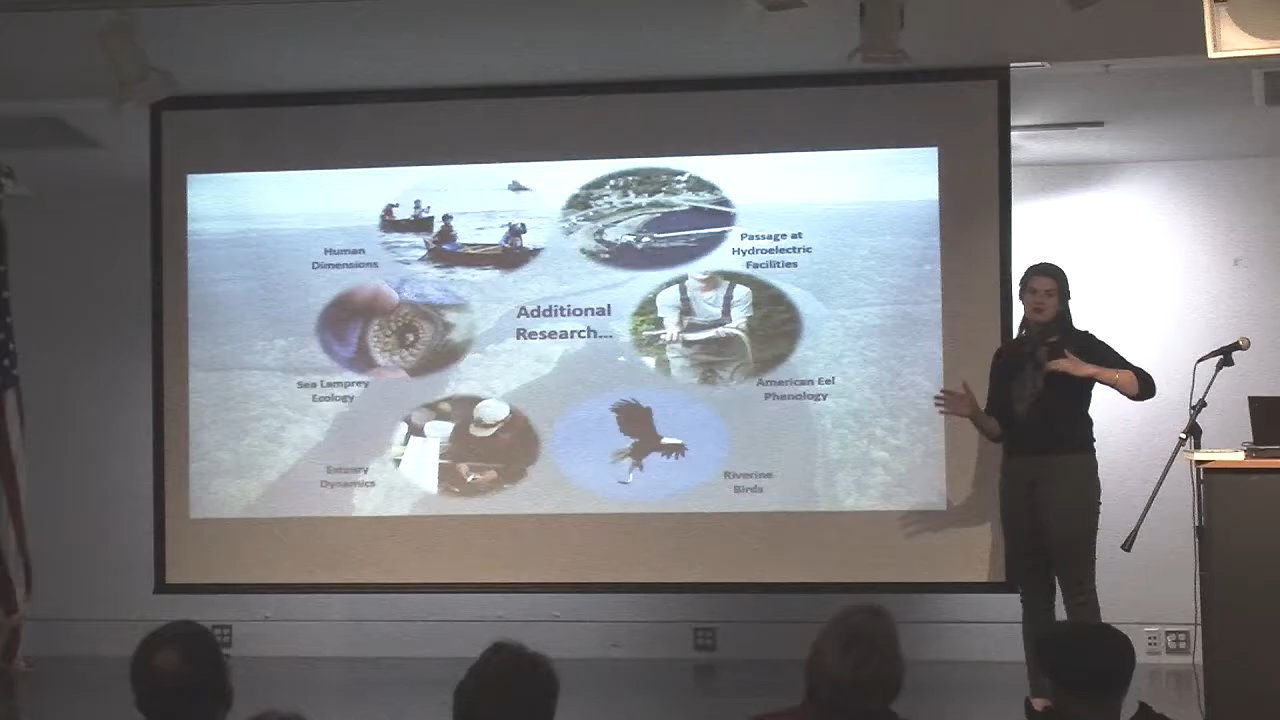 Human
Dimensions
Passage at
Hydroelectric
Facilities
Additional
Research...
Sea Lamprey
Ecology
American Eel
Phenology
Estuary
Dynamics
Riverine
Birds